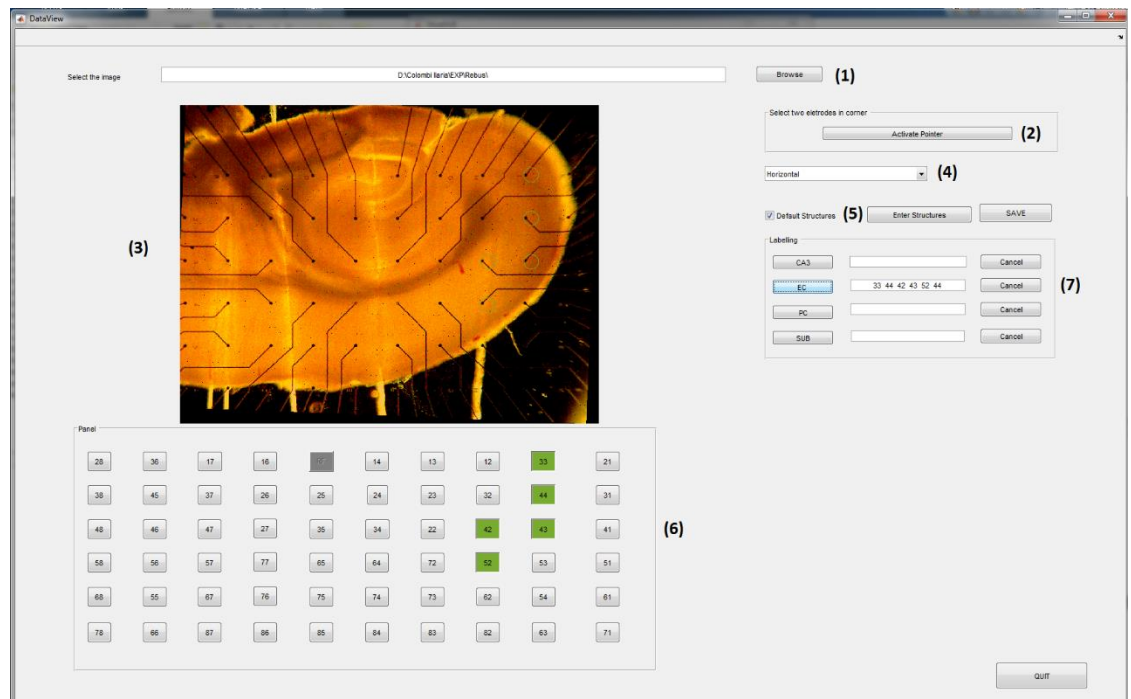 DataView
Select the image D:\Colombi Ilaria\EXP\Rebus\ Browse (1)
Select two eletrodes in corner
Activate Pointer (2)
Horizontal (4)
Default Structures (5) Enter Structures SAVE
(3)
Labeling
CA3 Cancel
EC 33 44 42 43 52 44 Cancel (7)
PC Cancel
SUB Cancel
Panel
28 36 17 16 14 13 12 33 21
38 45 37 26 25 24 23 32 44 31
48 46 47 27 35 34 22 42 43 41 (6)
58 56 57 77 65 64 72 52 53 51
68 55 67 76 75 74 73 62 54 61
78 66 87 86 85 84 83 82 63 71
QUIT